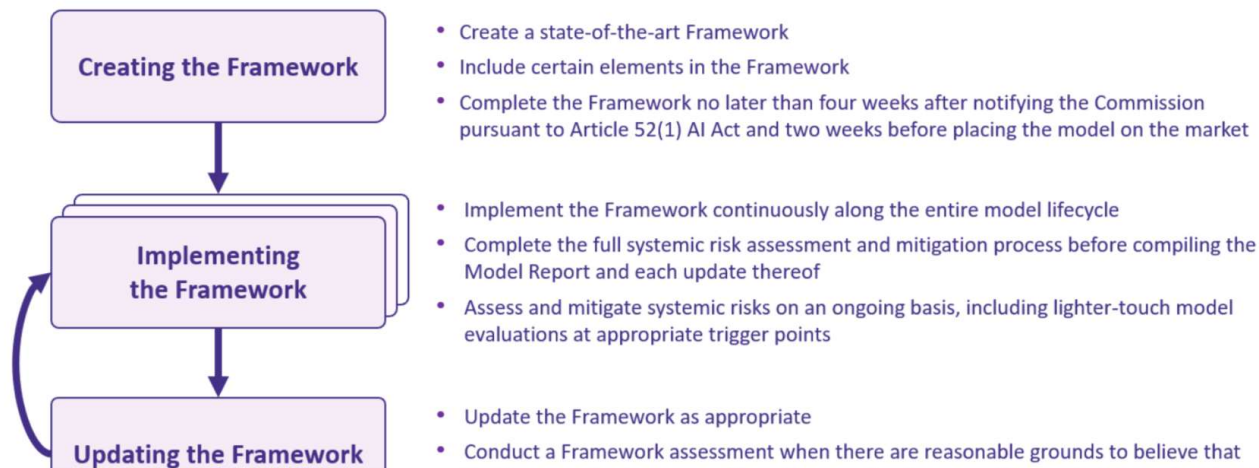 Creating the Framework
• Create a state-of-the-art Framework
• Include certain elements in the Framework
• Complete the Framework no later than four weeks after notifying the Commission
pursuant to Article 52(1) AI Act and two weeks before placing the model on the market
Implementing
the Framework
• Implement the Framework continuously along the entire model lifecycle
• Complete the full systemic risk assessment and mitigation process before compiling the
Model Report and each update thereof
• Assess and mitigate systemic risks on an ongoing basis, including lighter-touch model
evaluations at appropriate trigger points
Updating the Framework
• Update the Framework as appropriate
• Conduct a Framework assessment when there are reasonable grounds to believe that